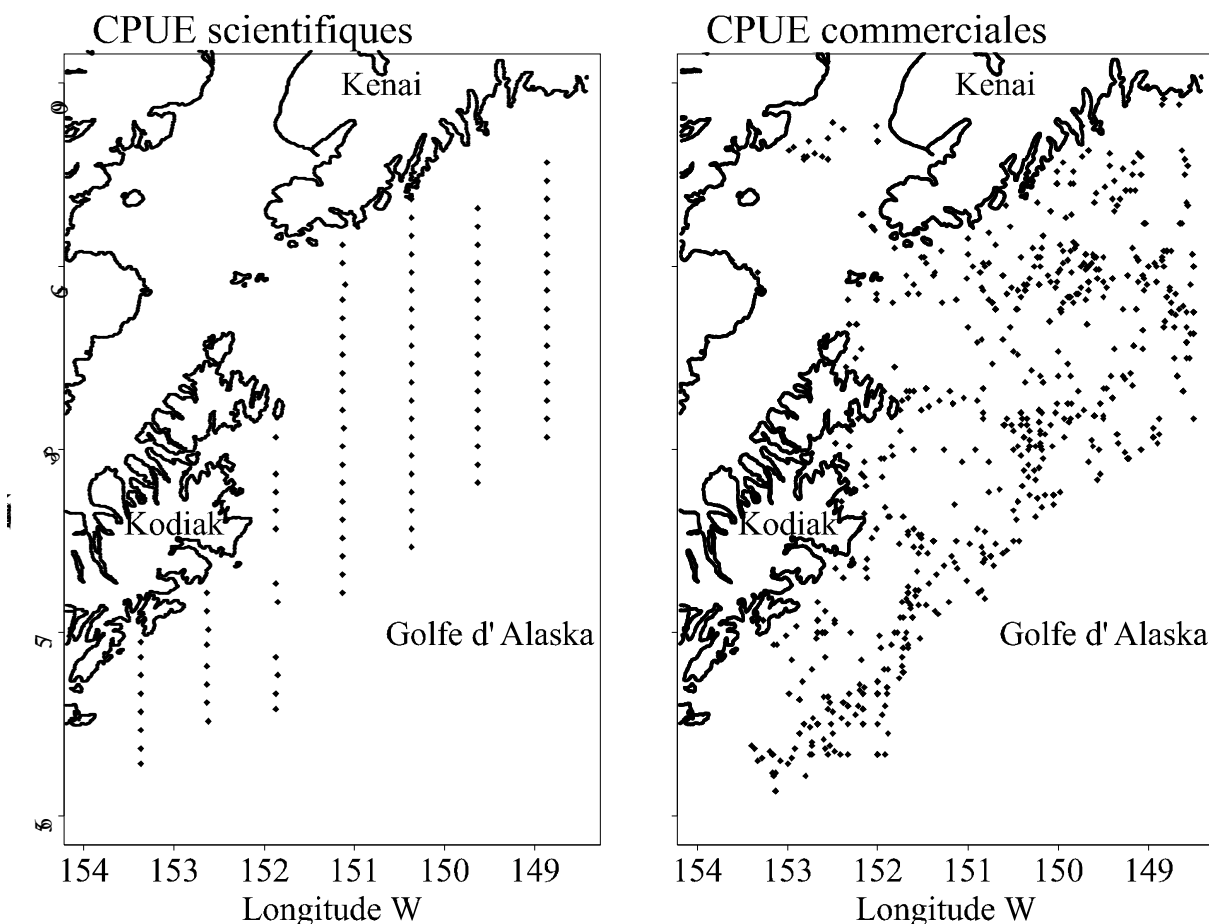 CPUE scientifiques
CPUE commerciales
Kenai
Kenai
Kodiak
Kodiak
Golfe d' Alaska
Golfe d' Alaska
154 153 152 151 150 149
154 153 152 151 150 149
Longitude W
Longitude W